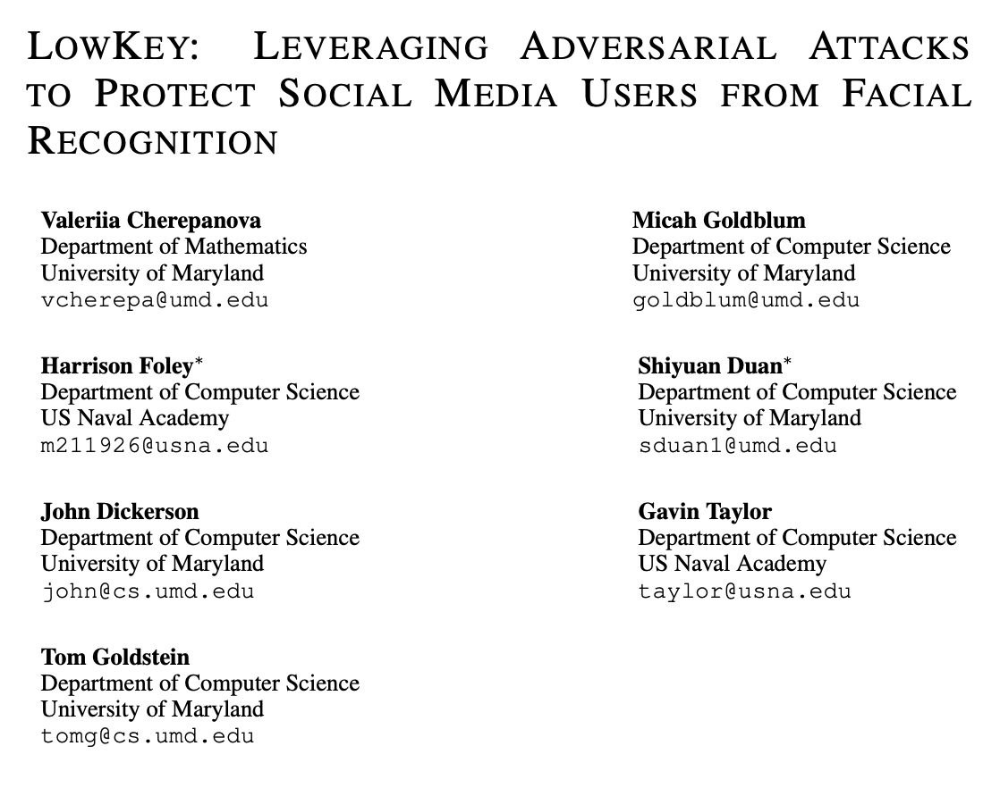 LOWKEY: LEVERAGING ADVERSARIAL ATTACKS
TO PROTECT SOCIAL MEDIA USERS FROM FACIAL
RECOGNITION
Valeriia Cherepanova
Department of Mathematics
University of Maryland
vcherepa@umd.edu
Micah Goldblum
Department of Computer Science
University of Maryland
goldblum@umd.edu
Harrison Foley*
Department of Computer Science
US Naval Academy
m211926@usna.edu
Shiyuan Duan*
Department of Computer Science
University of Maryland
sduan1@umd.edu
John Dickerson
Department of Computer Science
University of Maryland
john@cs.umd.edu
Gavin Taylor
Department of Computer Science
US Naval Academy
taylor@usna.edu
Tom Goldstein
Department of Computer Science
University of Maryland
tomg@cs.umd.edu